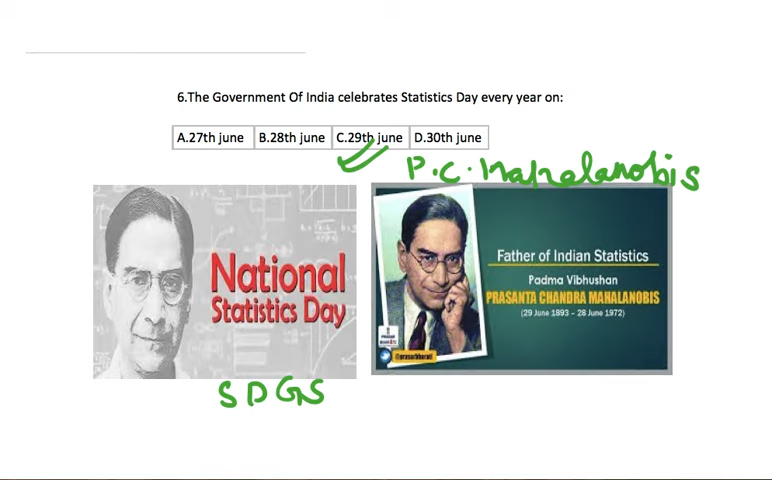 6.The Government Of India celebrates Statistics Day every year on:
A.27th june B.28th june C.29th june D.30th june
P.C. Mahalanobis
National
Statistics Day
Father of Indian Statistics
Padma Vibhushan
PRASANTA CHANDRA MAHALANOBIS
(29 June 1893 – 28 June 1972)
@prasarbharati
SDGS